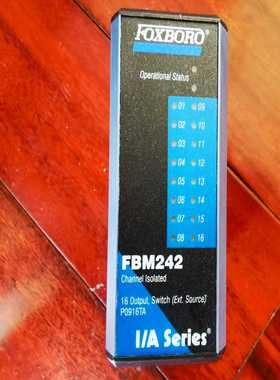 FOXBORO
Operational Status
01 09
02 10
03 11
04 12
05 13
06 14
07 15
08 16
FBM242
Channel Isolated
16 Output, Switch (Ext. Source)
P0916TA
I/A Series®